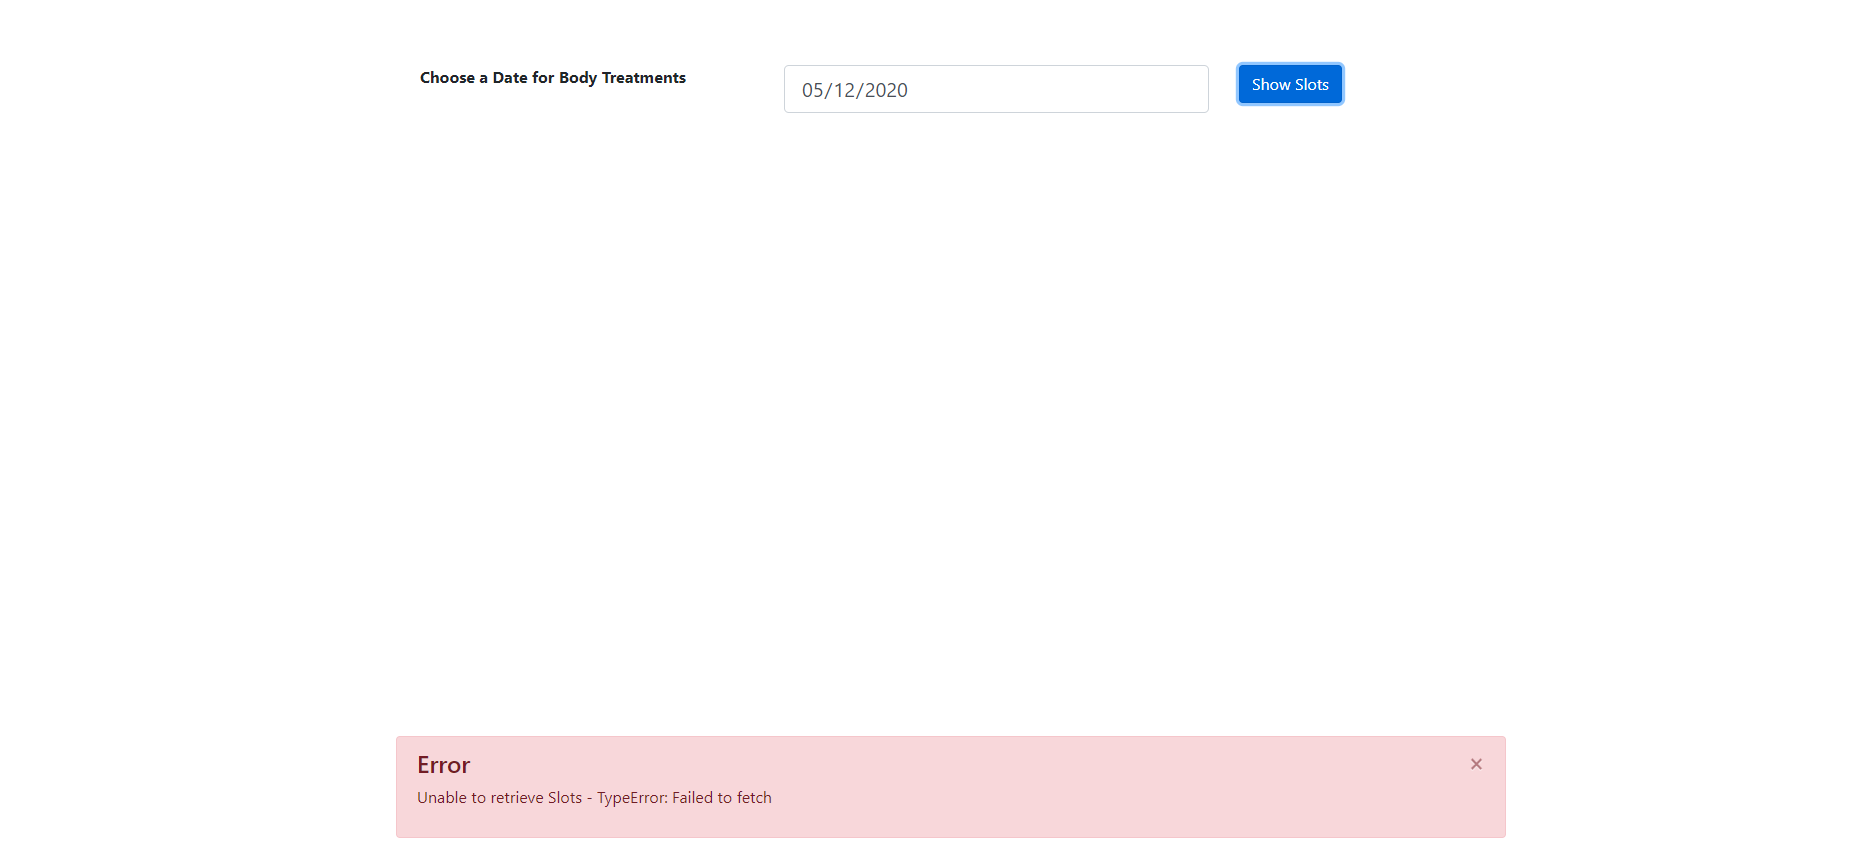 Choose a Date for Body Treatments
05/12/2020
Show Slots
Error
×
Unable to retrieve Slots - TypeError: Failed to fetch